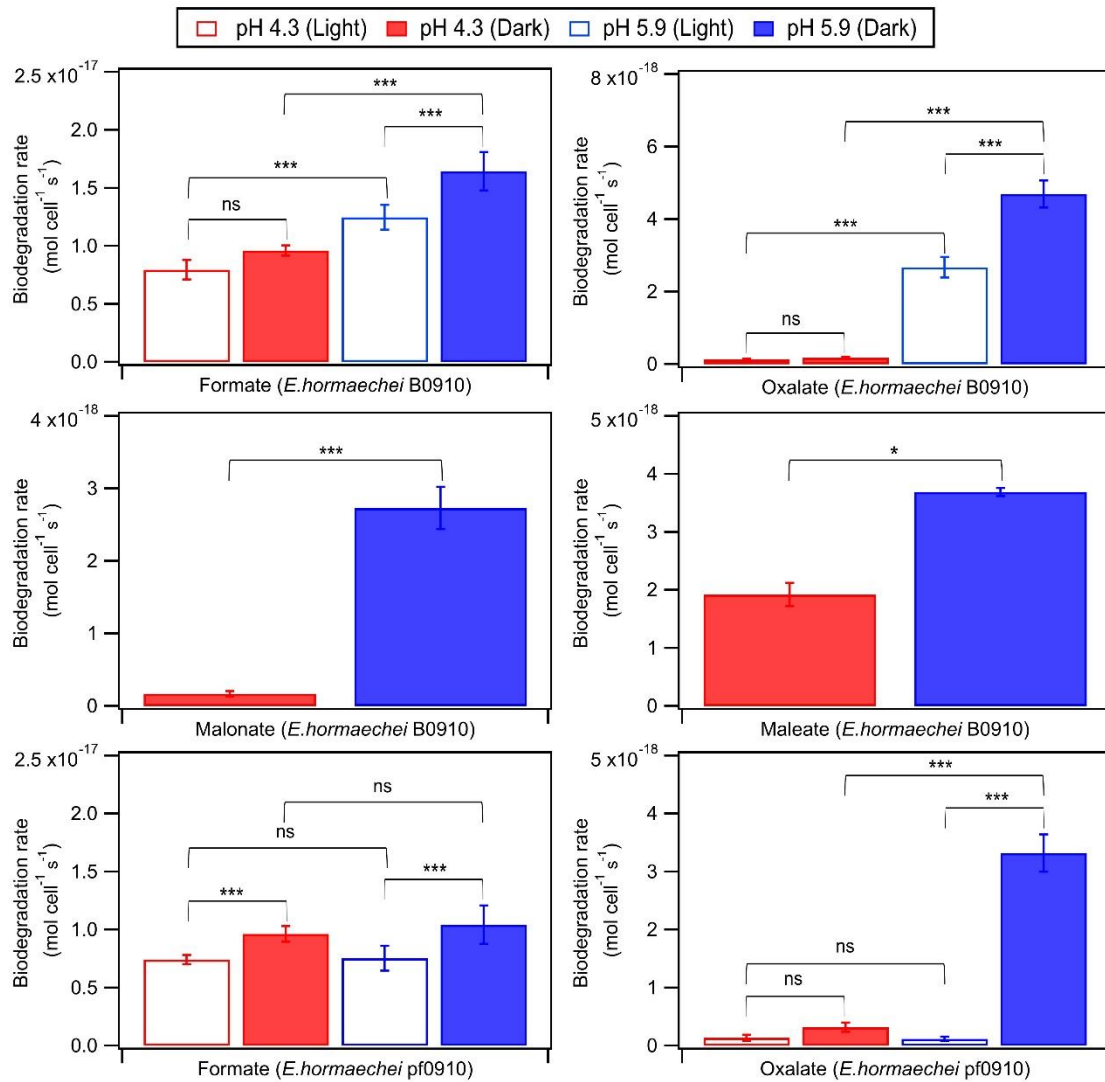 pH 4.3 (Light) pH 4.3 (Dark) pH 5.9 (Light) pH 5.9 (Dark)
2.5 x10⁻¹⁷
2.0
1.5
1.0
0.5
0.0
Biodegradation rate
(mol cell⁻¹ s⁻¹)
***
***
***
ns
Formate (E.hormaechei B0910)
8 x10⁻¹⁸
6
4
2
0
Biodegradation rate
(mol cell⁻¹ s⁻¹)
***
***
***
ns
Oxalate (E.hormaechei B0910)
4 x10⁻¹⁸
3
2
1
0
Biodegradation rate
(mol cell⁻¹ s⁻¹)
***
Malonate (E.hormaechei B0910)
5 x10⁻¹⁸
4
3
2
1
0
Biodegradation rate
(mol cell⁻¹ s⁻¹)
*
Maleate (E.hormaechei B0910)
2.5 x10⁻¹⁷
2.0
1.5
1.0
0.5
0.0
Biodegradation rate
(mol cell⁻¹ s⁻¹)
ns
ns
***
***
Formate (E.hormaechei pf0910)
5 x10⁻¹⁸
4
3
2
1
0
Biodegradation rate
(mol cell⁻¹ s⁻¹)
***
***
ns
ns
Oxalate (E.hormaechei pf0910)